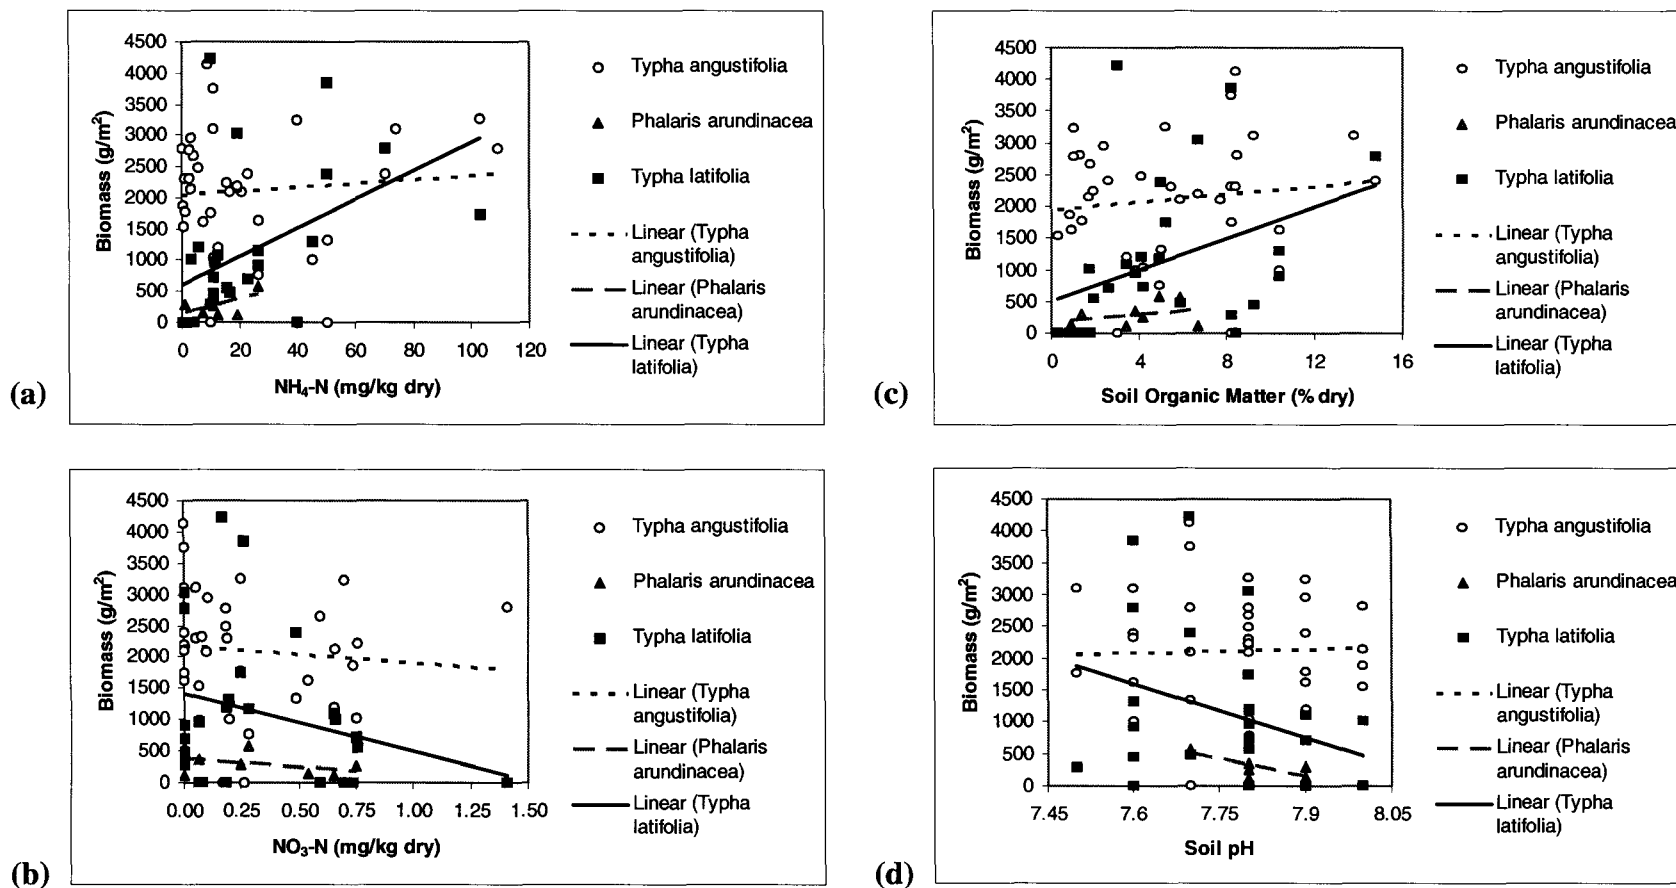 4500
4000
3500
3000
2500
2000
1500
1000
500
0
Biomass (g/m²)
0 20 40 60 80 100 120
NH₄-N (mg/kg dry)
Typha angustifolia
Phalaris arundinacea
Typha latifolia
Linear (Typha
angustifolia)
Linear (Phalaris
arundinacea)
Linear (Typha
latifolia)
(a)
4500
4000
3500
3000
2500
2000
1500
1000
500
0
Biomass (g/m²)
0 4 8 12 16
Soil Organic Matter (% dry)
Typha angustifolia
Phalaris arundinacea
Typha latifolia
Linear (Typha
angustifolia)
Linear (Phalaris
arundinacea)
Linear (Typha
latifolia)
(c)
4500
4000
3500
3000
2500
2000
1500
1000
500
0
Biomass (g/m²)
0.00 0.25 0.50 0.75 1.00 1.25 1.50
NO₃-N (mg/kg dry)
Typha angustifolia
Phalaris arundinacea
Typha latifolia
Linear (Typha
angustifolia)
Linear (Phalaris
arundinacea)
Linear (Typha
latifolia)
(b)
4500
4000
3500
3000
2500
2000
1500
1000
500
0
Biomass (g/m²)
7.45 7.6 7.75 7.9 8.05
Soil pH
Typha angustifolia
Phalaris arundinacea
Typha latifolia
Linear (Typha
angustifolia)
Linear (Phalaris
arundinacea)
Linear (Typha
latifolia)
(d)